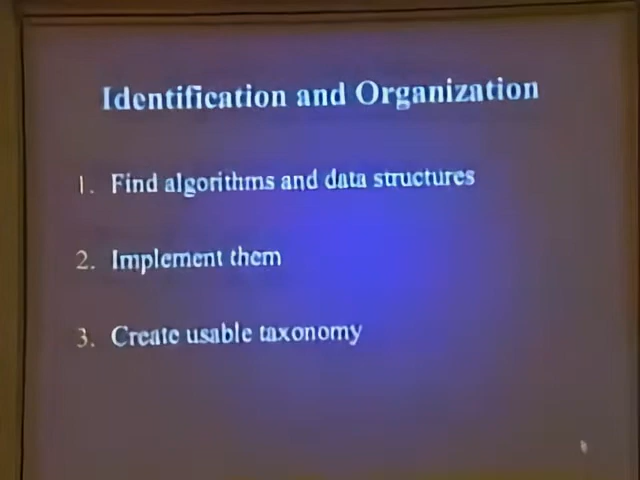 Identification and Organization
1. Find algorithms and data structures
2. Implement them
3. Create usable taxonomy